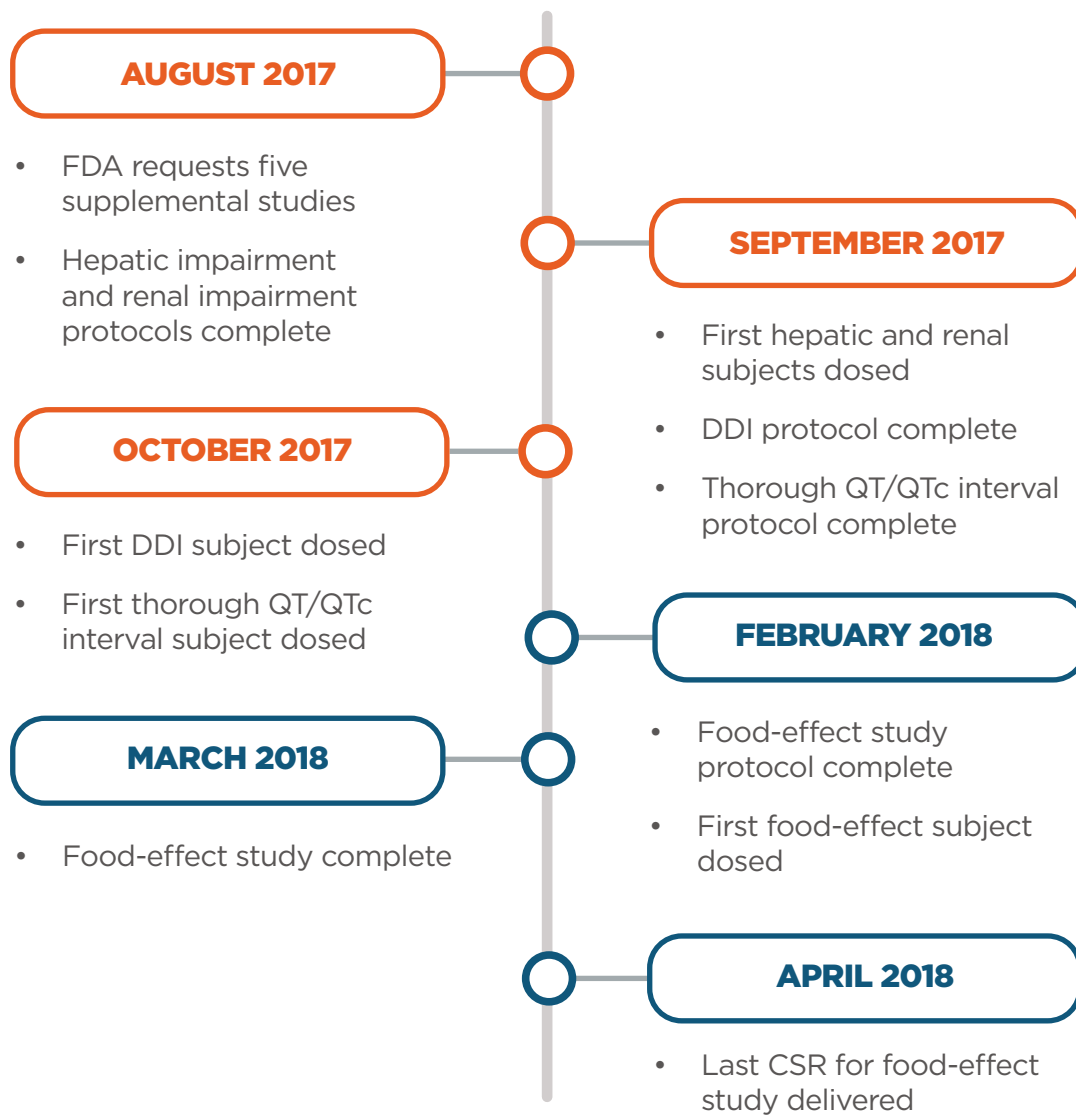 AUGUST 2017
• FDA requests five
supplemental studies
• Hepatic impairment
and renal impairment
protocols complete
SEPTEMBER 2017
• First hepatic and renal
subjects dosed
• DDI protocol complete
• Thorough QT/QTc interval
protocol complete
OCTOBER 2017
• First DDI subject dosed
• First thorough QT/QTc
interval subject dosed
FEBRUARY 2018
• Food-effect study
protocol complete
• First food-effect subject
dosed
MARCH 2018
• Food-effect study complete
APRIL 2018
• Last CSR for food-effect
study delivered